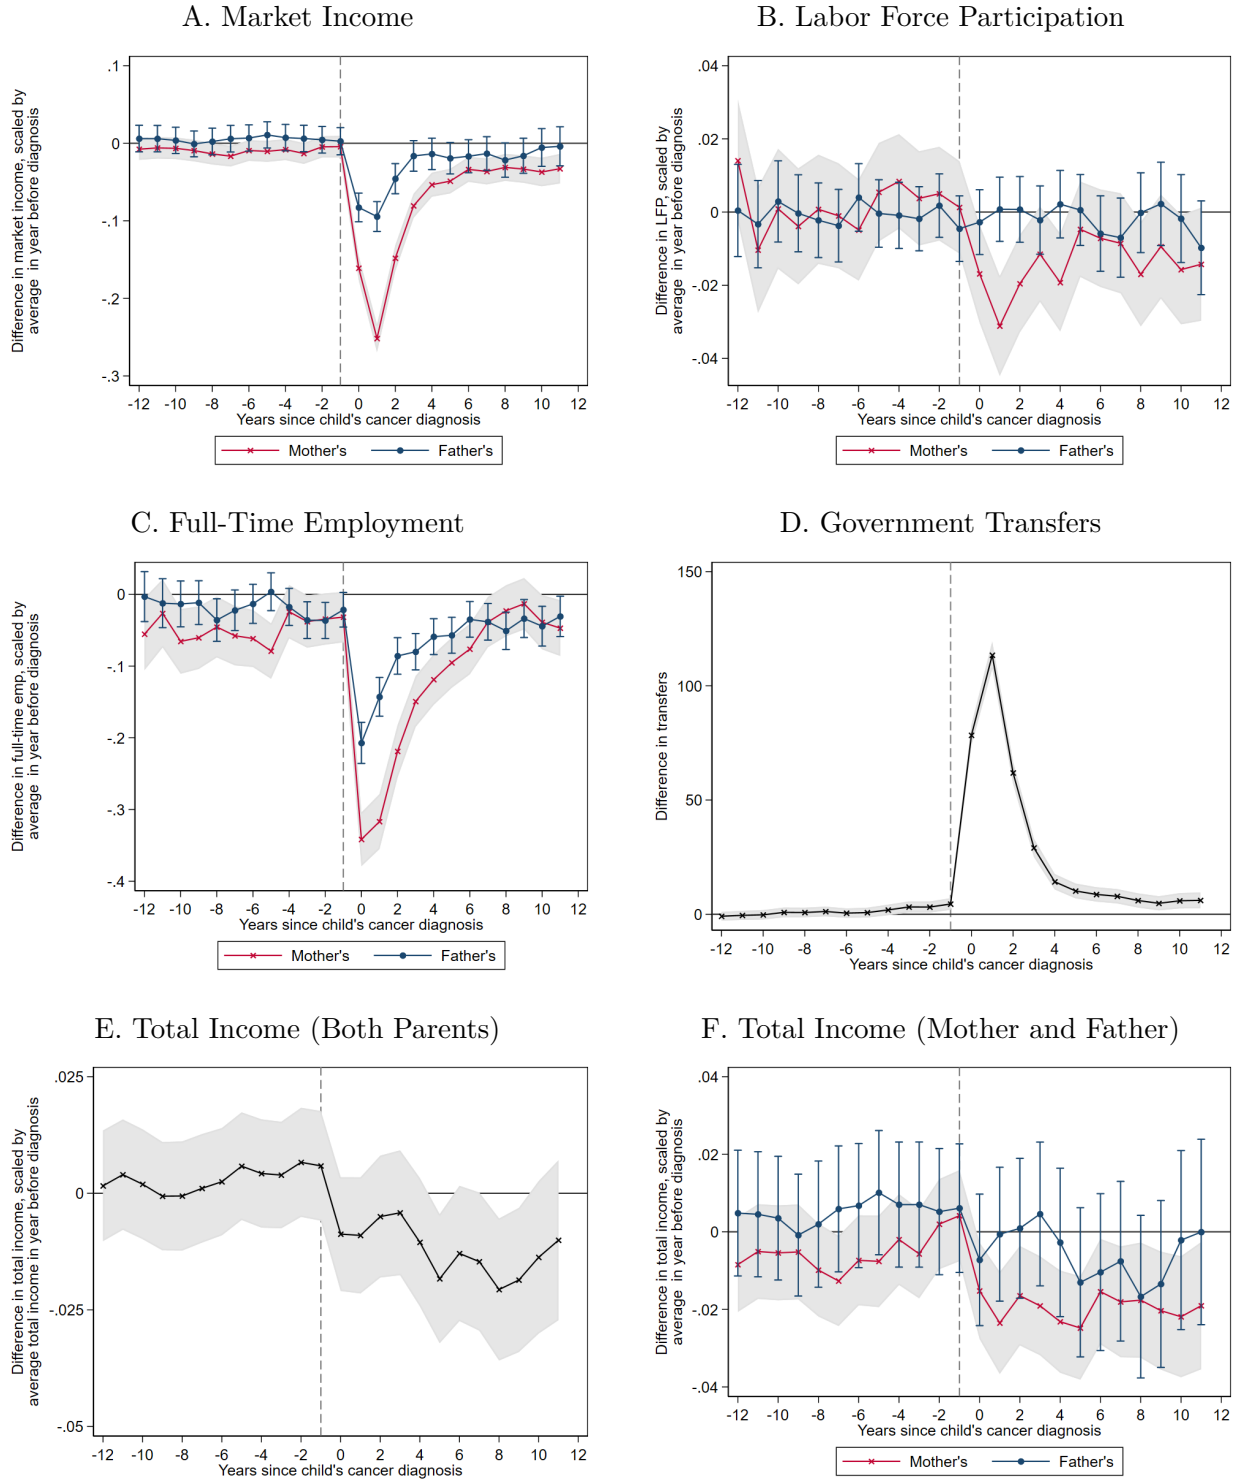 A. Market Income
Difference in market income, scaled by
average in year before diagnosis
.1
0
-.1
-.2
-.3
-12 -10 -8 -6 -4 -2 0 2 4 6 8 10 12
Years since child's cancer diagnosis
Mother's Father's
B. Labor Force Participation
Difference in LFP, scaled by
average in year before diagnosis
.04
.02
0
-.02
-.04
-12 -10 -8 -6 -4 -2 0 2 4 6 8 10 12
Years since child's cancer diagnosis
Mother's Father's
C. Full-Time Employment
Difference in full-time emp, scaled by
average in year before diagnosis
0
-.1
-.2
-.3
-.4
-12 -10 -8 -6 -4 -2 0 2 4 6 8 10 12
Years since child's cancer diagnosis
Mother's Father's
D. Government Transfers
Difference in transfers
150
100
50
0
-12 -10 -8 -6 -4 -2 0 2 4 6 8 10 12
Years since child's cancer diagnosis
E. Total Income (Both Parents)
Difference in total income, scaled by
average total income in year before diagnosis
.025
0
-.025
-.05
-12 -10 -8 -6 -4 -2 0 2 4 6 8 10 12
Years since child's cancer diagnosis
F. Total Income (Mother and Father)
Difference in total income, scaled by
average in year before diagnosis
.04
.02
0
-.02
-.04
-12 -10 -8 -6 -4 -2 0 2 4 6 8 10 12
Years since child's cancer diagnosis
Mother's Father's